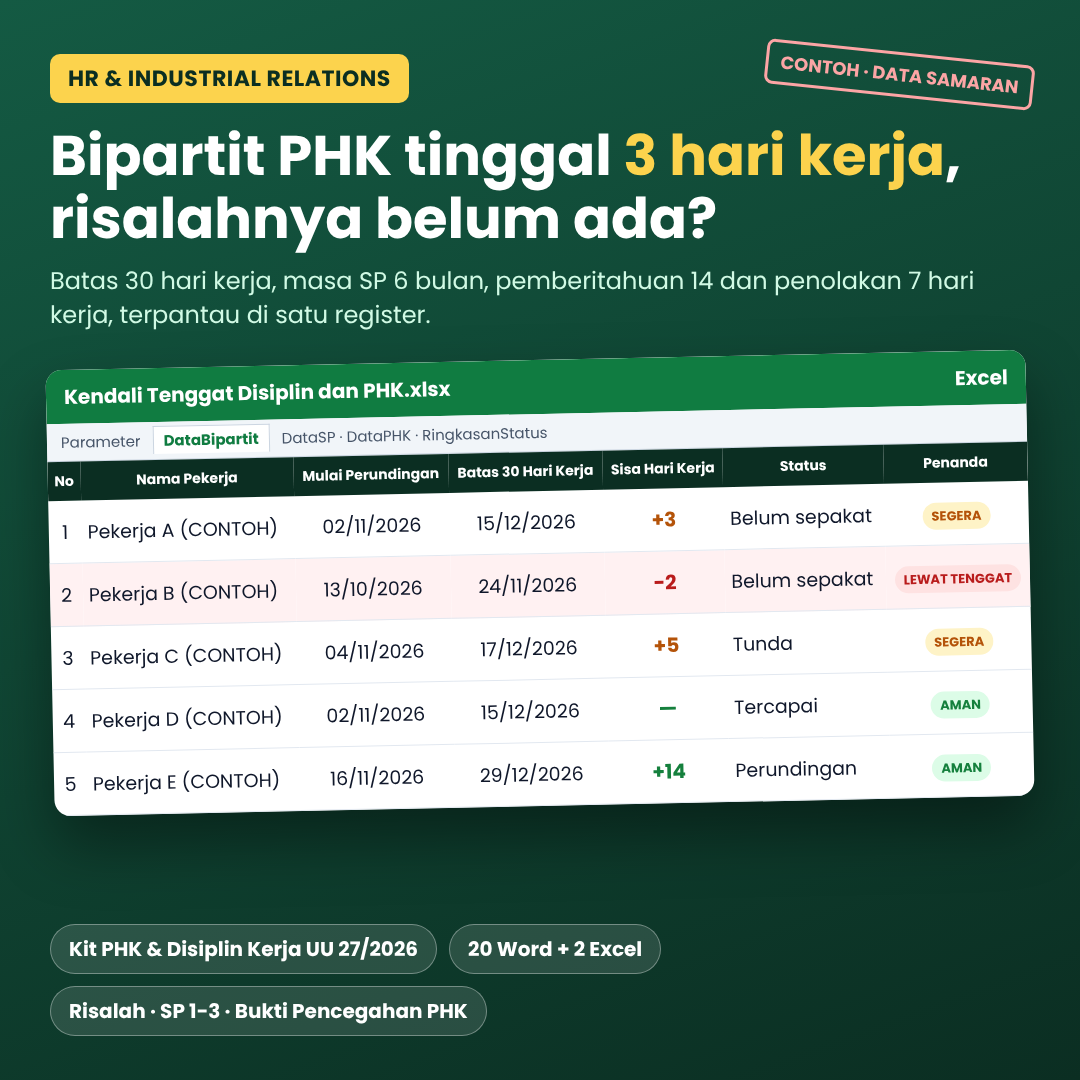 HR & INDUSTRIAL RELATIONS
CONTOH · DATA SAMARAN
Bipartit PHK tinggal 3 hari kerja,
risalahnya belum ada?
Batas 30 hari kerja, masa SP 6 bulan, pemberitahuan 14 dan penolakan 7 hari
kerja, terpantau di satu register.
Kendali Tenggat Disiplin dan PHK.xlsx Excel
Parameter DataBipartit DataSP · DataPHK · RingkasanStatus
No Nama Pekerja Mulai Perundingan Batas 30 Hari Kerja Sisa Hari Kerja Status Penanda
1 Pekerja A (CONTOH) 02/11/2026 15/12/2026 +3 Belum sepakat SEGERA
2 Pekerja B (CONTOH) 13/10/2026 24/11/2026 −2 Belum sepakat LEWAT TENGGAT
3 Pekerja C (CONTOH) 04/11/2026 17/12/2026 +5 Tunda SEGERA
4 Pekerja D (CONTOH) 02/11/2026 15/12/2026 — Tercapai AMAN
5 Pekerja E (CONTOH) 16/11/2026 29/12/2026 +14 Perundingan AMAN
Kit PHK & Disiplin Kerja UU 27/2026 20 Word + 2 Excel
Risalah · SP 1–3 · Bukti Pencegahan PHK